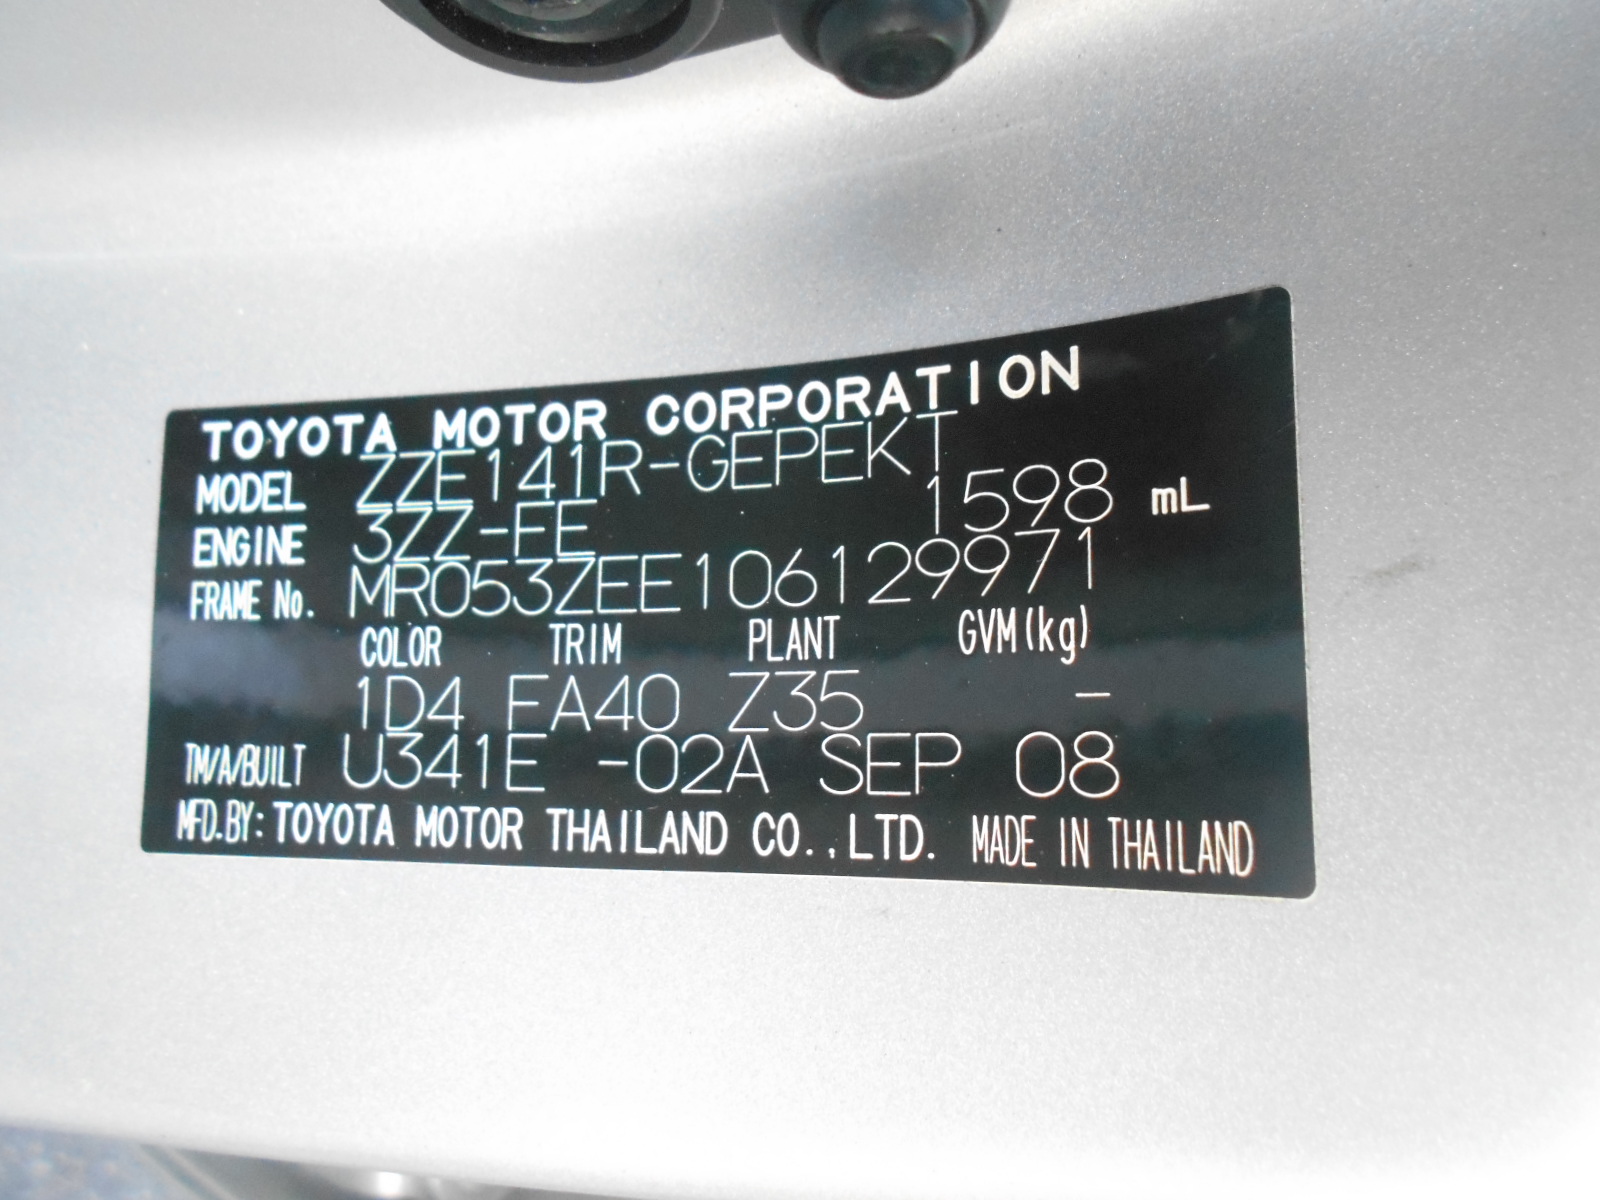 TOYOTA MOTOR CORPORATION
MODEL ZZE141R-GEPEKT
ENGINE 3ZZ-FE 1598 mL
FRAME No. MR053ZEE106129971
COLOR TRIM PLANT GVM(kg)
1D4 FA40 Z35 -
TM/A/BUILT U341E -02A SEP 08
MFD.BY: TOYOTA MOTOR THAILAND CO.,LTD. MADE IN THAILAND